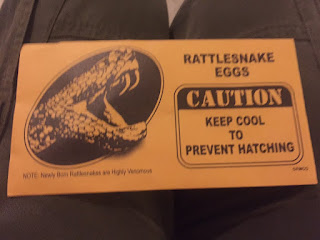 RATTLESNAKE
EGGS
CAUTION
KEEP COOL
TO
PREVENT HATCHING
NOTE: Newly Born Rattlesnakes are Highly Venomous